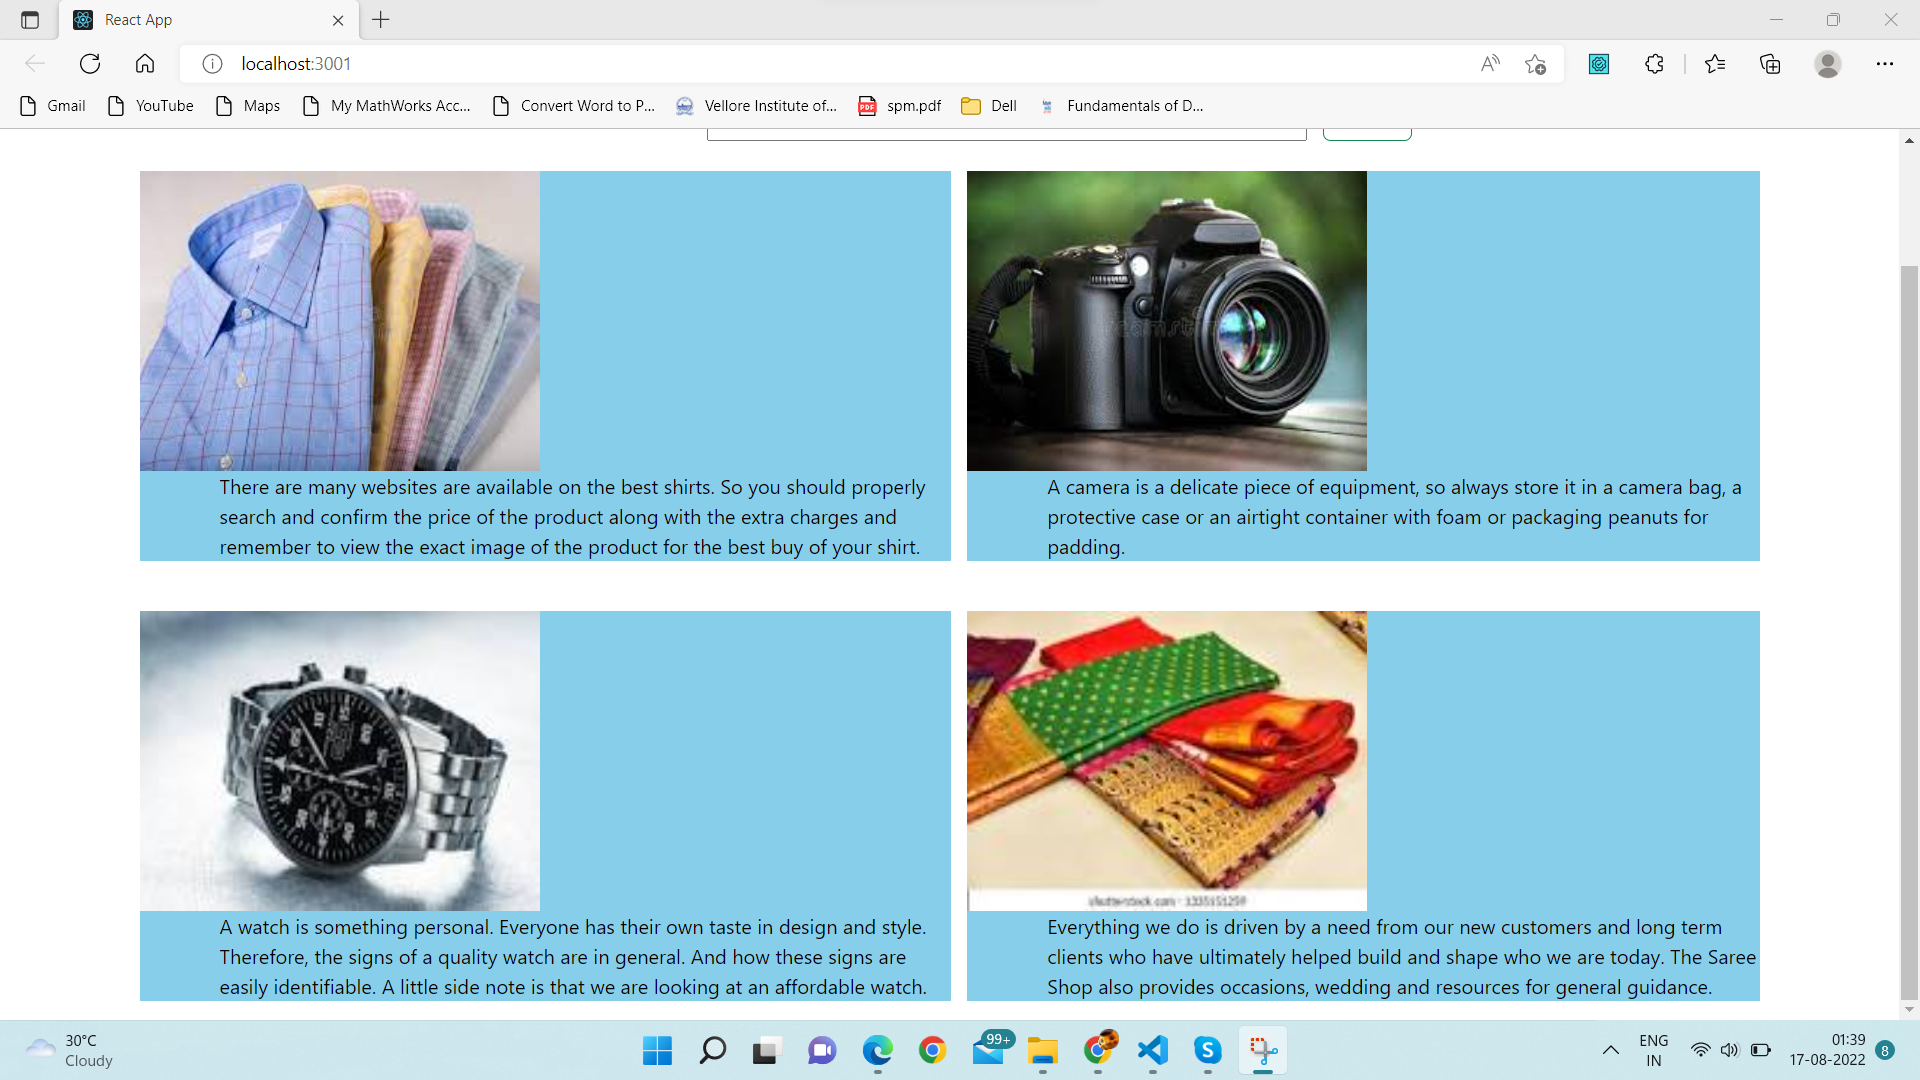 React App
localhost:3001
Gmail
YouTube
Maps
My MathWorks Acc...
Convert Word to P...
Vellore Institute of...
PDF
spm.pdf
Dell
Fundamentals of D...
There are many websites are available on the best shirts. So you should properly
search and confirm the price of the product along with the extra charges and
remember to view the exact image of the product for the best buy of your shirt.
A camera is a delicate piece of equipment, so always store it in a camera bag, a
protective case or an airtight container with foam or packaging peanuts for
padding.
shutterstock.com · 1335151259
A watch is something personal. Everyone has their own taste in design and style.
Therefore, the signs of a quality watch are in general. And how these signs are
easily identifiable. A little side note is that we are looking at an affordable watch.
Everything we do is driven by a need from our new customers and long term
clients who have ultimately helped build and shape who we are today. The Saree
Shop also provides occasions, wedding and resources for general guidance.
30°C
Cloudy
99+
ENG
IN
01:39
17-08-2022
8